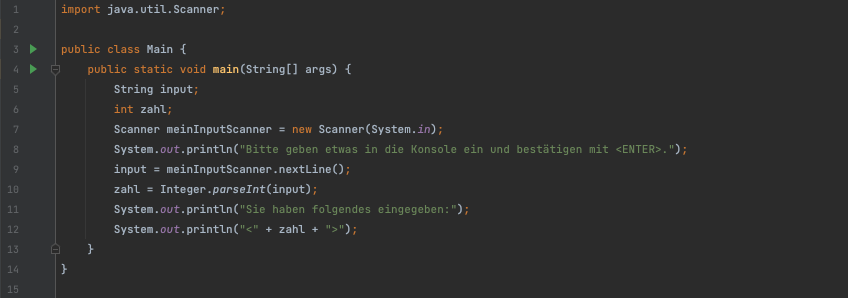 1 import java.util.Scanner;
2
3 public class Main {
4 public static void main(String[] args) {
5 String input;
6 int zahl;
7 Scanner meinInputScanner = new Scanner(System.in);
8 System.out.println("Bitte geben etwas in die Konsole ein und bestätigen mit <ENTER>.");
9 input = meinInputScanner.nextLine();
10 zahl = Integer.parseInt(input);
11 System.out.println("Sie haben folgendes eingegeben:");
12 System.out.println("<" + zahl + ">");
13 }
14 }
15